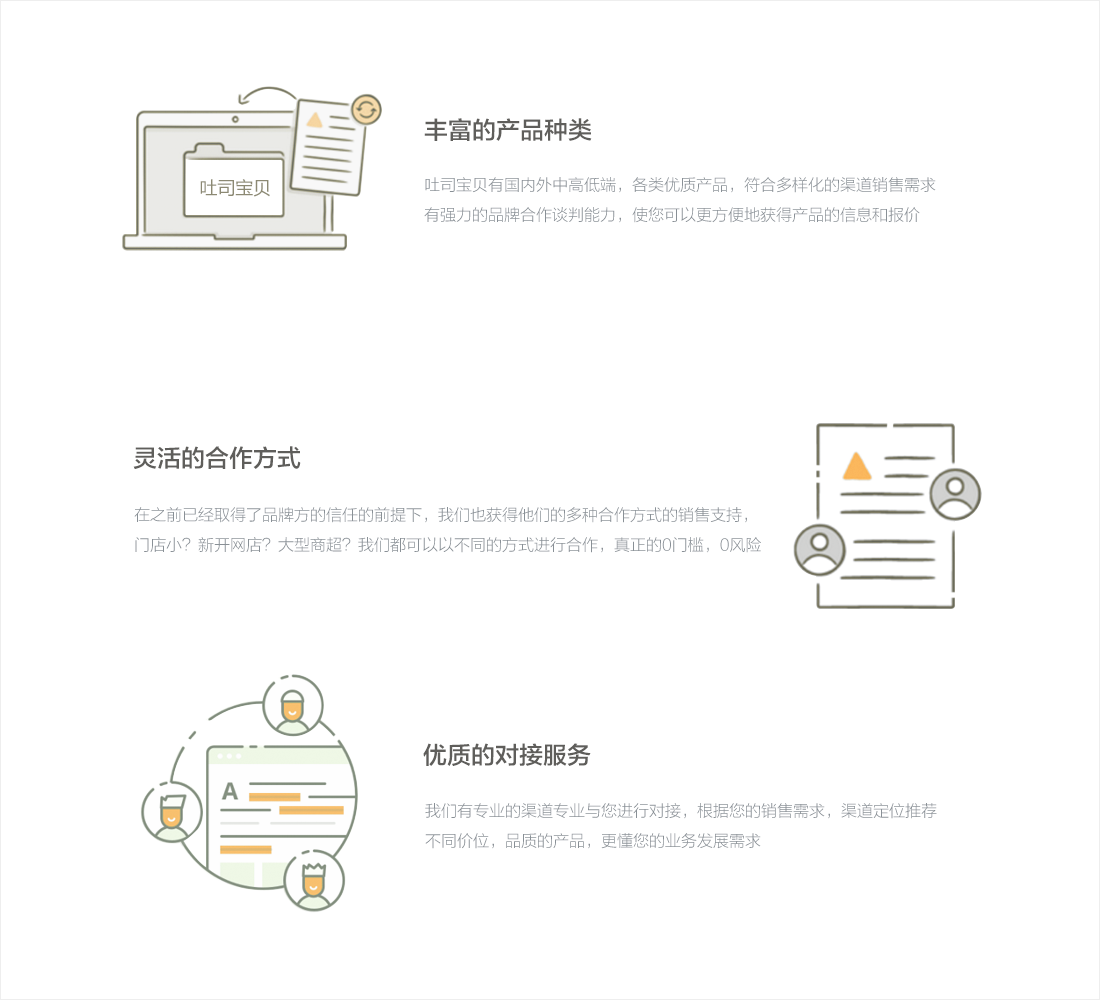 吐司宝贝
丰富的产品种类
吐司宝贝有国内外中高低端，各类优质产品，符合多样化的渠道销售需求
有强力的品牌合作谈判能力，使您可以更方便地获得产品的信息和报价
灵活的合作方式
在之前已经取得了品牌方的信任的前提下，我们也获得他们的多种合作方式的销售支持，
门店小？新开网店？大型商超？我们都可以以不同的方式进行合作，真正的0门槛，0风险
优质的对接服务
A
我们有专业的渠道专业与您进行对接，根据您的销售需求，渠道定位推荐
不同价位，品质的产品，更懂您的业务发展需求